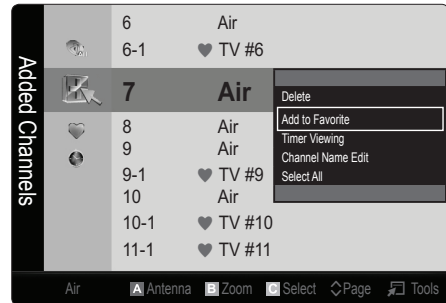 Added Channels
6 Air
6-1 ♥ TV #6
7 Air
8 Air
9 Air
9-1 ♥ TV #9
10 Air
10-1 ♥ TV #10
11-1 ♥ TV #11
Delete
Add to Favorite
Timer Viewing
Channel Name Edit
Select All
Air A Antenna B Zoom C Select Page Tools